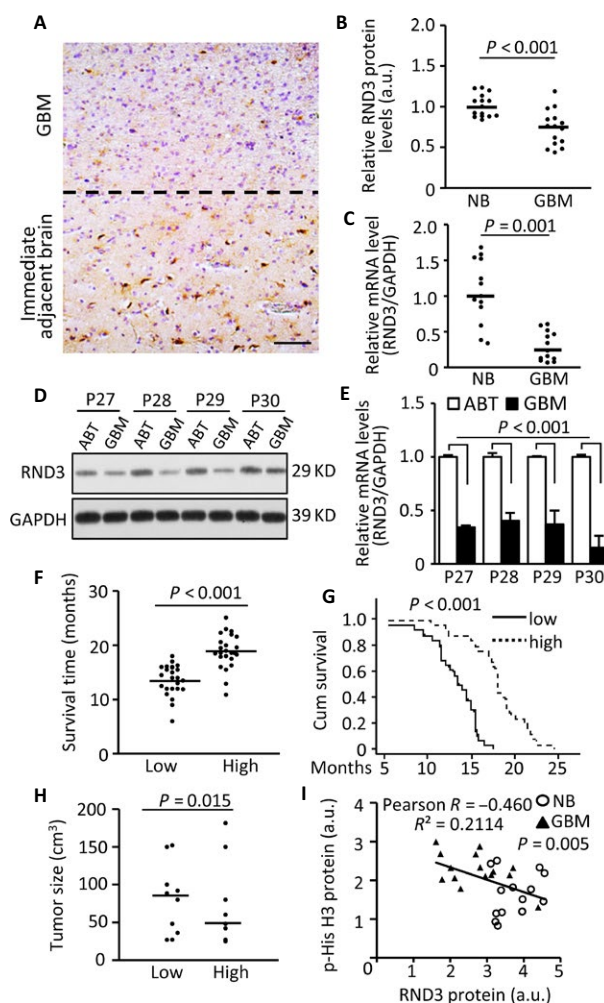 A
GBM
Immediate
adjacent brain
B
P < 0.001
Relative RND3 protein
levels (a.u.)
2.0
1.5
1.0
0.5
0
NB GBM
C
P = 0.001
Relative mRNA level
(RND3/GAPDH)
2.0
1.5
1.0
0.5
0
NB GBM
D
P27 P28 P29 P30
ABT GBM ABT GBM ABT GBM ABT GBM
RND3 29 KD
GAPDH 39 KD
E
ABT GBM
P < 0.001
Relative mRNA levels
(RND3/GAPDH)
1.5
1.0
0.5
0
P27 P28 P29 P30
F
P < 0.001
Survival time (months)
30
20
10
0
Low High
G
P < 0.001
low
high
Cum survival
1.0
0.8
0.6
0.4
0.2
0
Months 5 10 15 20 25
H
P = 0.015
Tumor size (cm³)
200
150
100
50
0
Low High
I
Pearson R = −0.460
R² = 0.2114
NB
GBM
P = 0.005
p-His H3 protein (a.u.)
4
3
2
1
0
0 1 2 3 4 5
RND3 protein (a.u.)